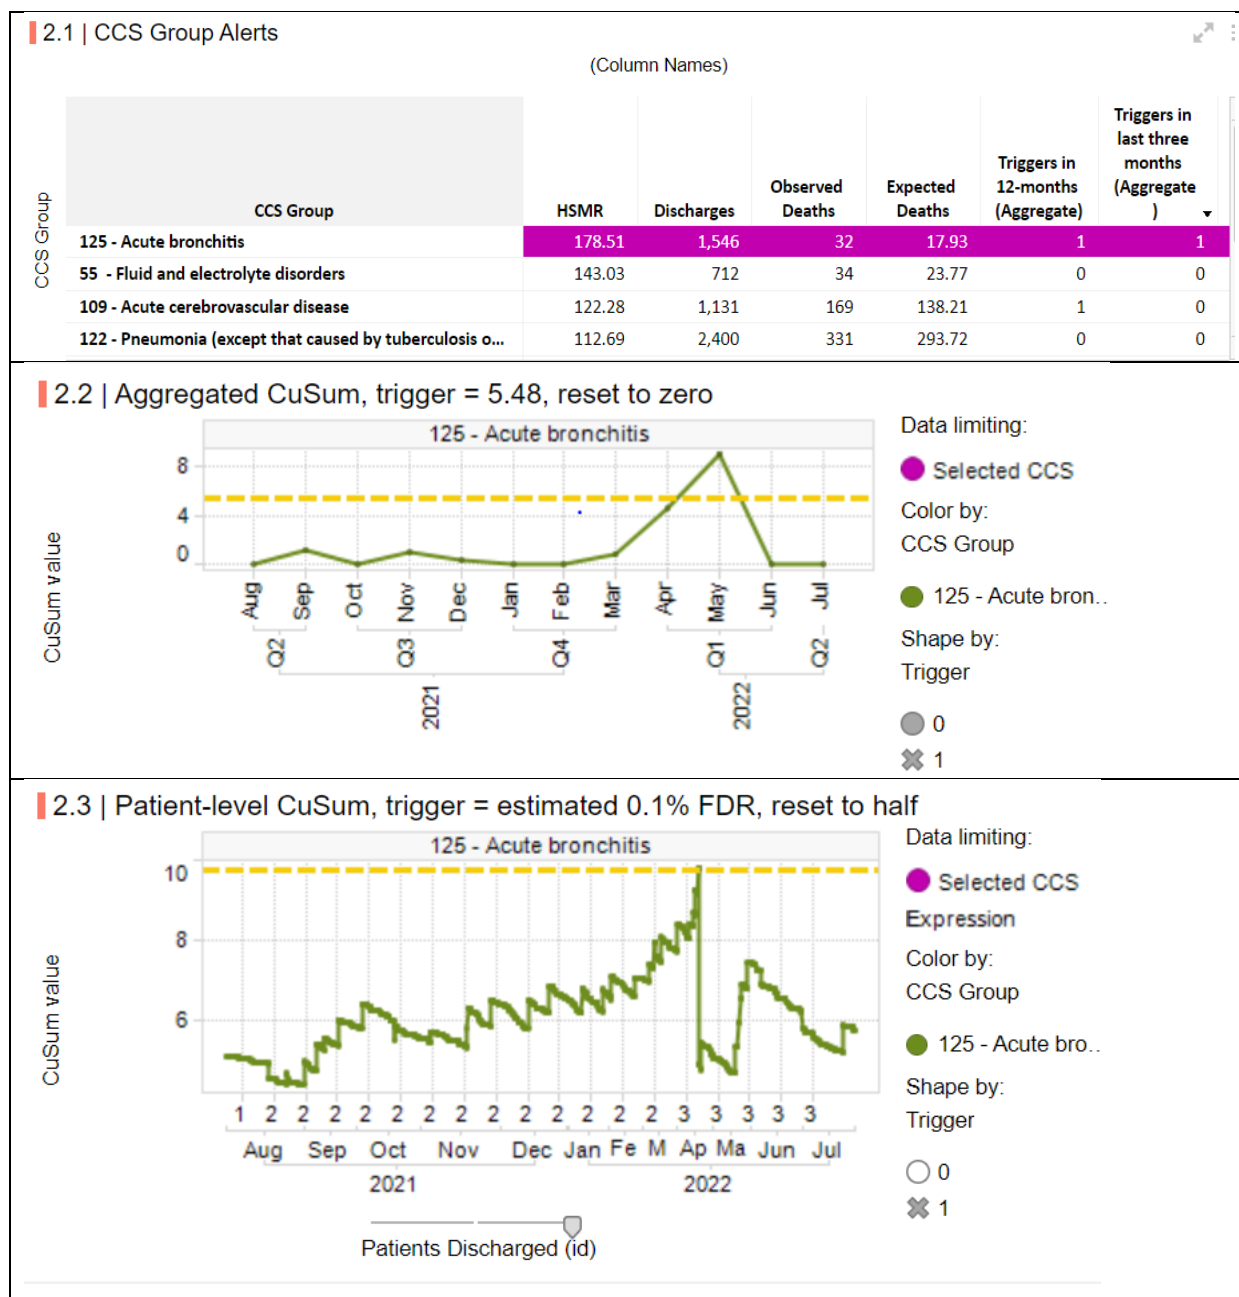 2.1 | CCS Group Alerts
(Column Names)
CCS Group
CCS Group HSMR Discharges Observed Deaths Expected Deaths Triggers in 12-months (Aggregate) Triggers in last three months (Aggregate)
125 - Acute bronchitis 178.51 1,546 32 17.93 1 1
55 - Fluid and electrolyte disorders 143.03 712 34 23.77 0 0
109 - Acute cerebrovascular disease 122.28 1,131 169 138.21 1 0
122 - Pneumonia (except that caused by tuberculosis o... 112.69 2,400 331 293.72 0 0
2.2 | Aggregated CuSum, trigger = 5.48, reset to zero
125 - Acute bronchitis
CuSum value
8
4
0
Aug Sep Oct Nov Dec Jan Feb Mar Apr May Jun Jul
Q2 Q3 Q4 Q1 Q2
2021 2022
Data limiting:
Selected CCS
Color by:
CCS Group
125 - Acute bron..
Shape by:
Trigger
0
1
2.3 | Patient-level CuSum, trigger = estimated 0.1% FDR, reset to half
125 - Acute bronchitis
CuSum value
10
8
6
1 2 2 2 2 2 2 2 2 2 2 2 2 2 3 3 3 3 3
Aug Sep Oct Nov Dec Jan Fe M Ap Ma Jun Jul
2021 2022
Patients Discharged (id)
Data limiting:
Selected CCS
Expression
Color by:
CCS Group
125 - Acute bro..
Shape by:
Trigger
0
1